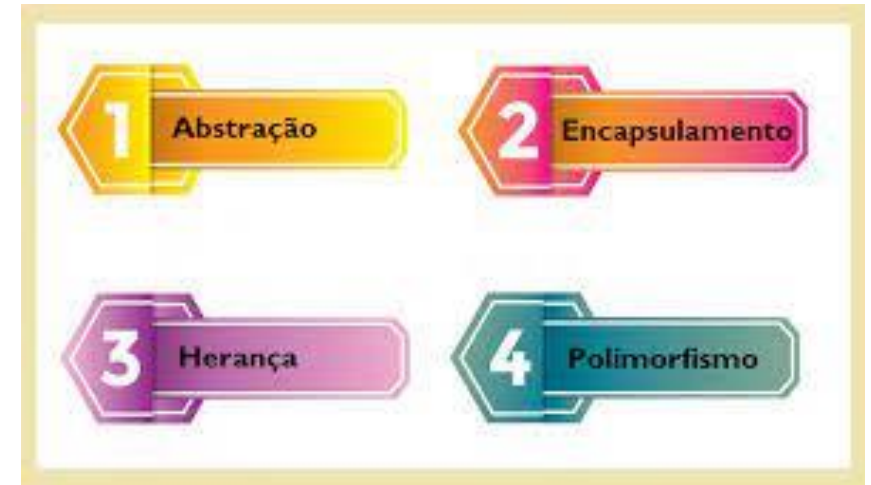 1 Abstração
2 Encapsulamento
3 Herança
4 Polimorfismo